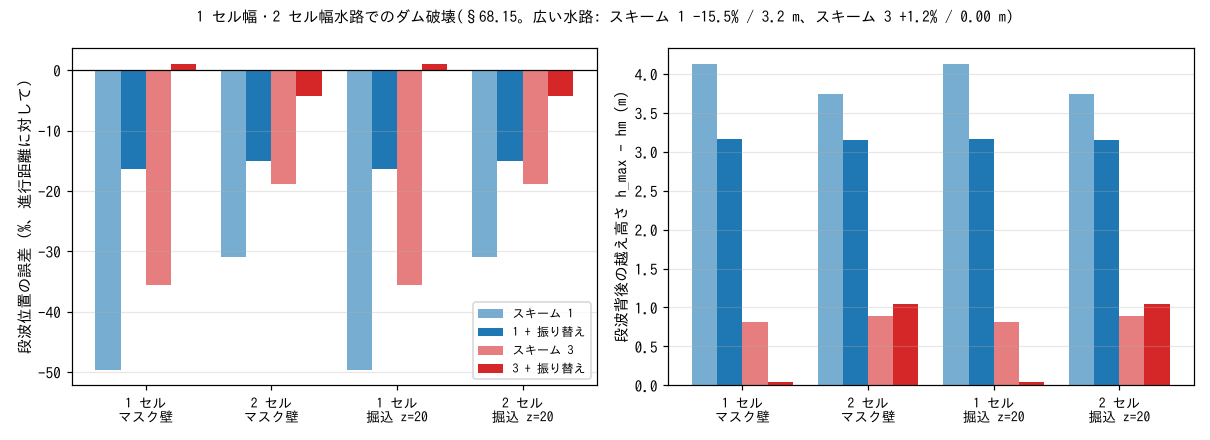 1 セル幅・2 セル幅水路でのダム破壊(§68.15。広い水路: スキーム 1 -15.5% / 3.2 m、スキーム 3 +1.2% / 0.00 m)
段波位置の誤差 (%、進行距離に対して)
0
−10
−20
−30
−40
−50
1 セル
マスク壁
2 セル
マスク壁
1 セル
掘込 z=20
2 セル
掘込 z=20
スキーム 1
1 + 振り替え
スキーム 3
3 + 振り替え
段波背後の越え高さ h_max - hm (m)
4.0
3.5
3.0
2.5
2.0
1.5
1.0
0.5
0.0
1 セル
マスク壁
2 セル
マスク壁
1 セル
掘込 z=20
2 セル
掘込 z=20